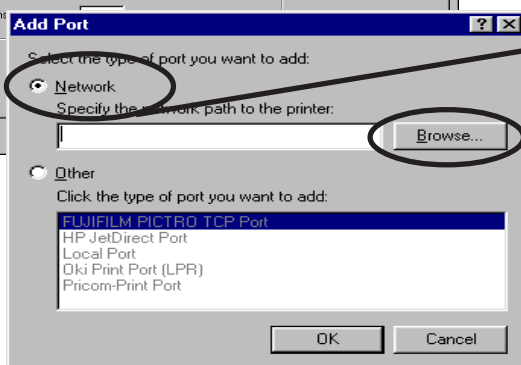 Add Port
Select the type of port you want to add:
Network
Specify the network path to the printer:
Browse...
Other
Click the type of port you want to add:
FUJIFILM PICTRO TCP Port
HP JetDirect Port
Local Port
Oki Print Port (LPR)
Pricom-Print Port
OK Cancel